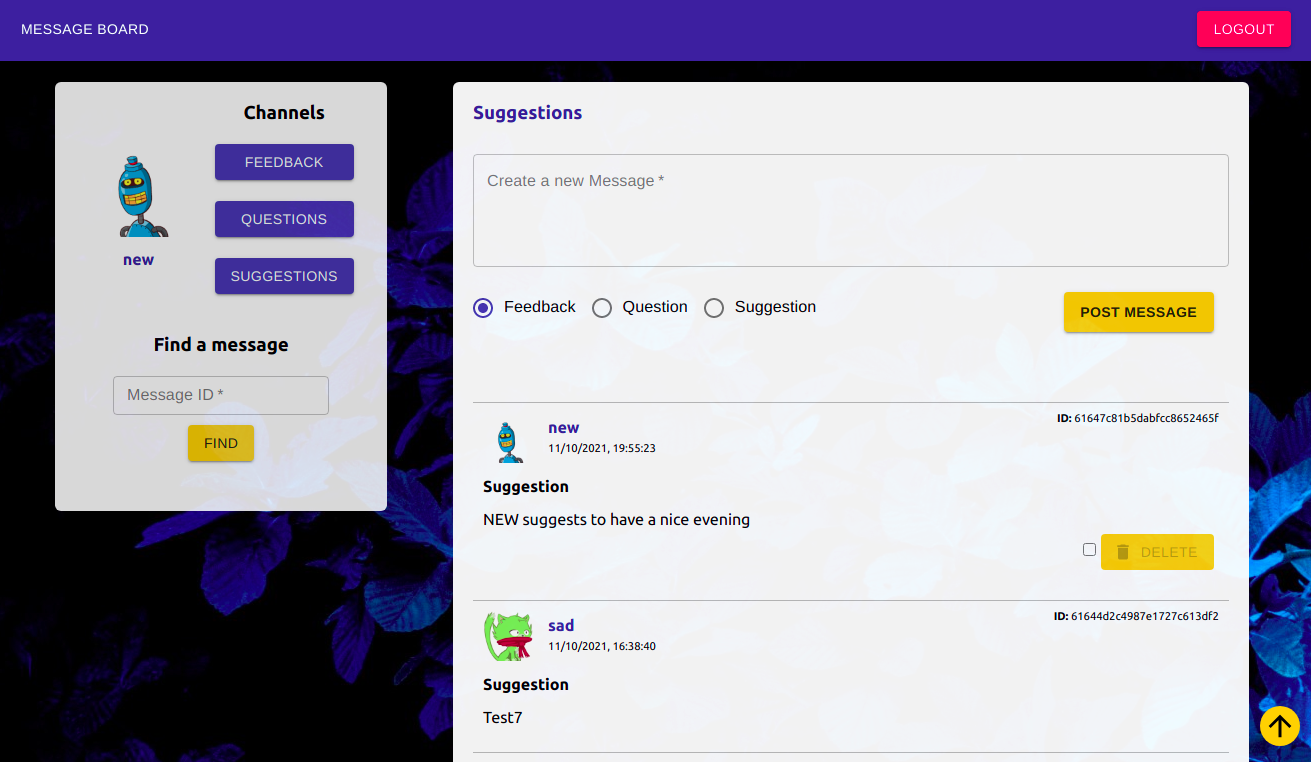 MESSAGE BOARD
LOGOUT
Channels
FEEDBACK
QUESTIONS
SUGGESTIONS
new
Find a message
Message ID *
FIND
Suggestions
Create a new Message *
Feedback
Question
Suggestion
POST MESSAGE
new
ID: 61647c81b5dabfcc8652465f
11/10/2021, 19:55:23
Suggestion
NEW suggests to have a nice evening
DELETE
sad
ID: 61644d2c4987e1727c613df2
11/10/2021, 16:38:40
Suggestion
Test7